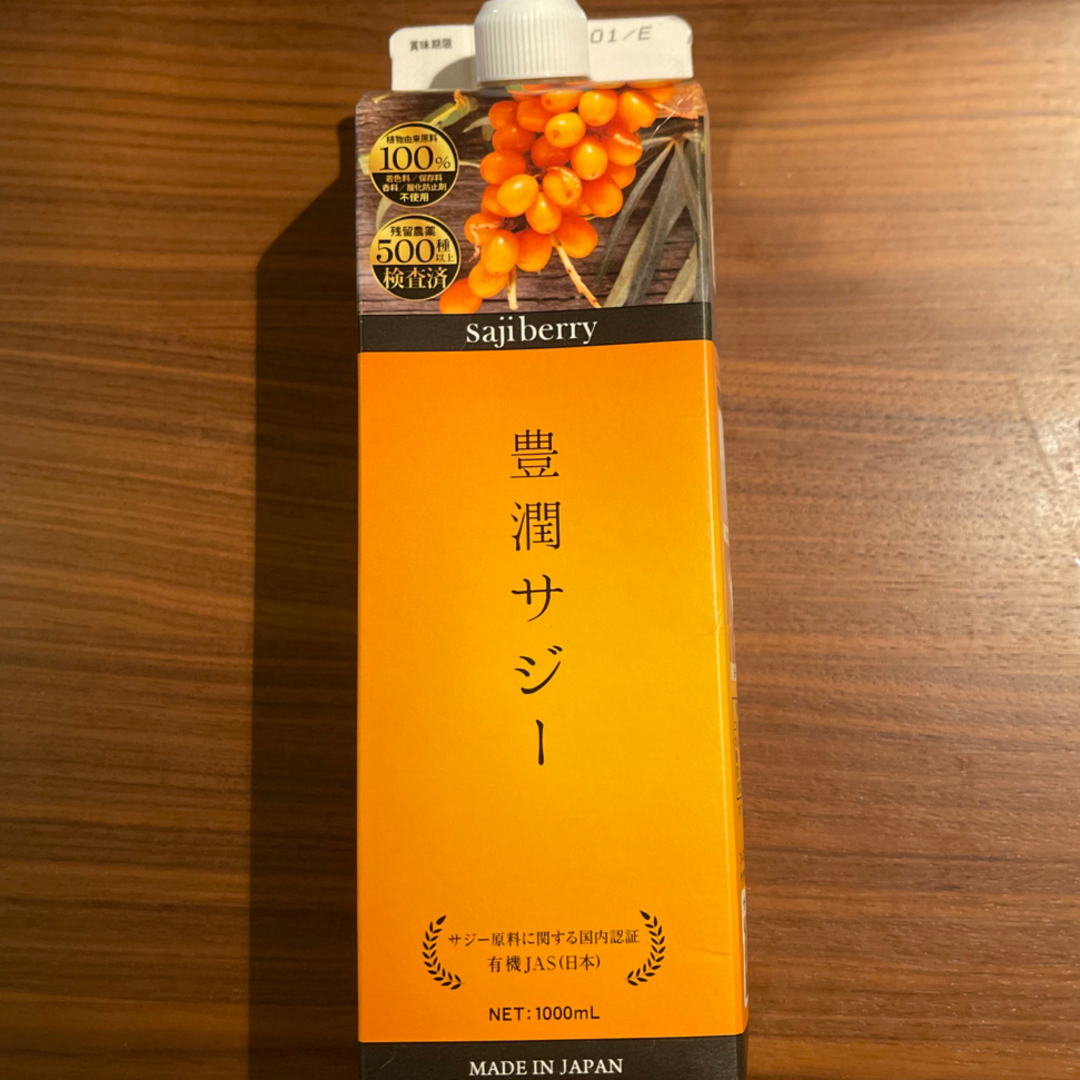 賞味期限
01/E
植物由来原料
100%
着色料/保存料
香料/酸化防止剤
不使用
残留農薬
500種以上
検査済
sajiberry
豊潤サジー
サジー原料に関する国内認証
有機JAS(日本)
NET:1000mL
MADE IN JAPAN